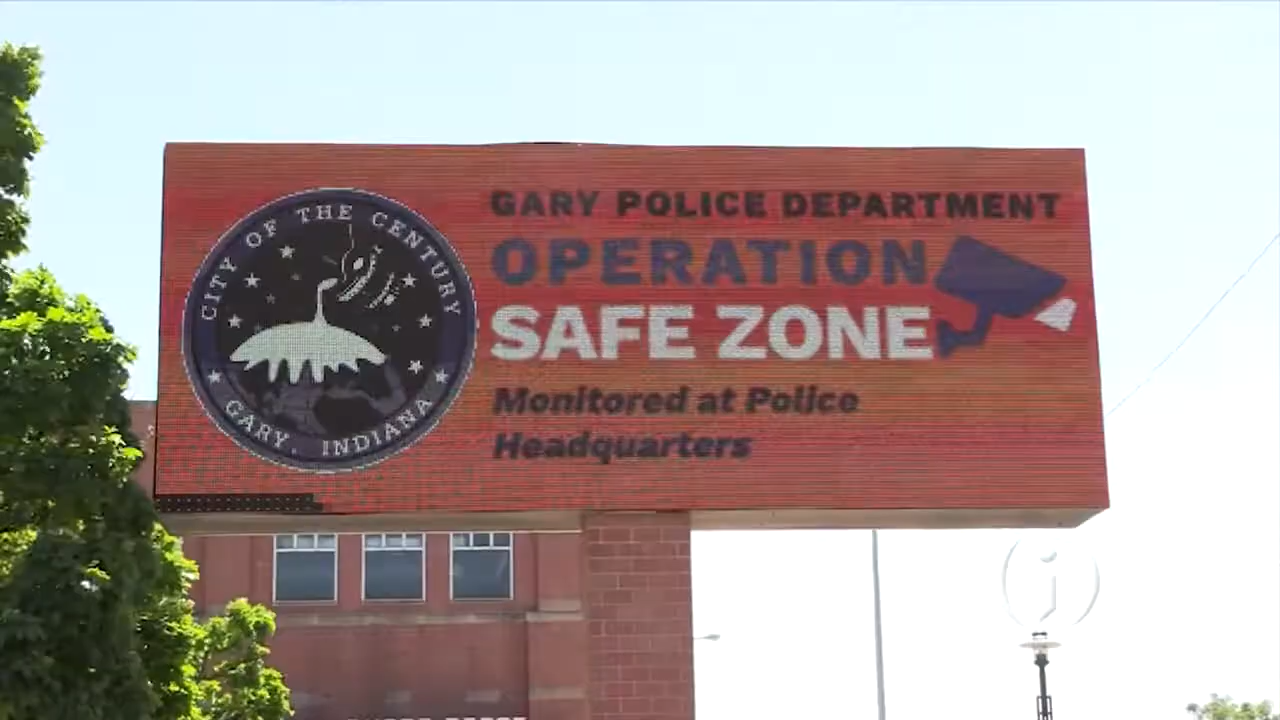 CITY OF THE CENTURY
GARY, INDIANA
GARY POLICE DEPARTMENT
OPERATION
SAFE ZONE
Monitored at Police
Headquarters